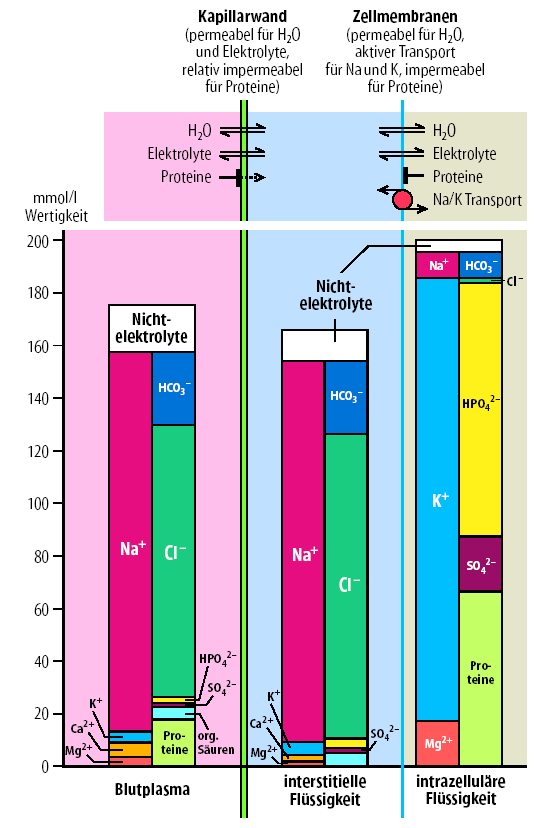 Kapillarwand
(permeabel für H₂O
und Elektrolyte,
relativ impermeabel
für Proteine)
Zellmembranen
(permeabel für H₂O,
aktiver Transport
für Na und K, impermeabel
für Proteine)
H₂O
Elektrolyte
Proteine
H₂O
Elektrolyte
Proteine
Na/K Transport
mmol/l
Wertigkeit
200
180
160
140
120
100
80
60
40
20
0
Nicht-
elektrolyte
Na⁺
HCO₃⁻
Cl⁻
HPO₄²⁻
SO₄²⁻
K⁺
Ca²⁺
Mg²⁺
Pro-
teine
org.
Säuren
Blutplasma
Nicht-
elektrolyte
Na⁺
HCO₃⁻
Cl⁻
K⁺
Ca²⁺
Mg²⁺
SO₄²⁻
interstitielle
Flüssigkeit
Na⁺
HCO₃⁻
Cl⁻
K⁺
HPO₄²⁻
SO₄²⁻
Pro-
teine
Mg²⁺
intrazelluläre
Flüssigkeit